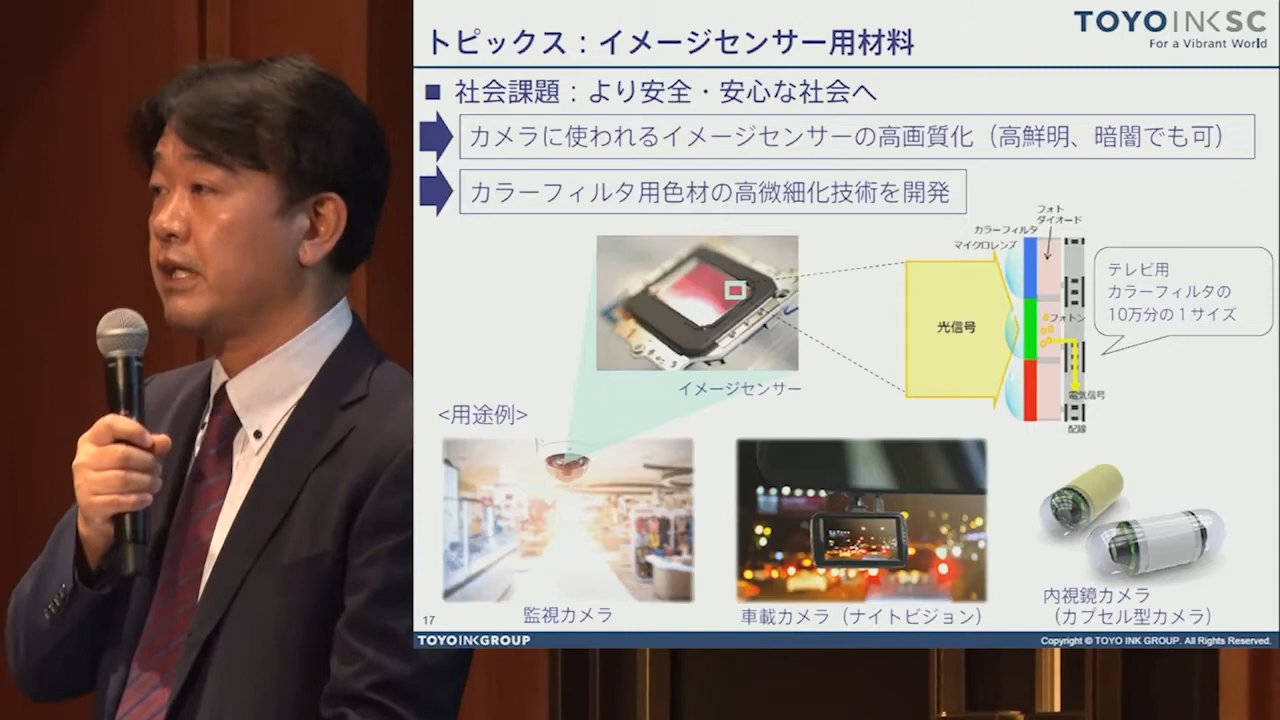 TOYO INK SC
For a Vibrant World
トピックス：イメージセンサー用材料
■ 社会課題：より安全・安心な社会へ
カメラに使われるイメージセンサーの高画質化（高鮮明、暗闇でも可）
カラーフィルタ用色材の高微細化技術を開発
フォト
ダイオード
カラーフィルタ
マイクロレンズ
テレビ用
カラーフィルタの
10万分の１サイズ
フォトン
光信号
イメージセンサー
電気信号
配線
<用途例>
監視カメラ
車載カメラ（ナイトビジョン）
内視鏡カメラ
（カプセル型カメラ）
17
TOYO INK GROUP
Copyright © TOYO INK GROUP. All Rights Reserved.